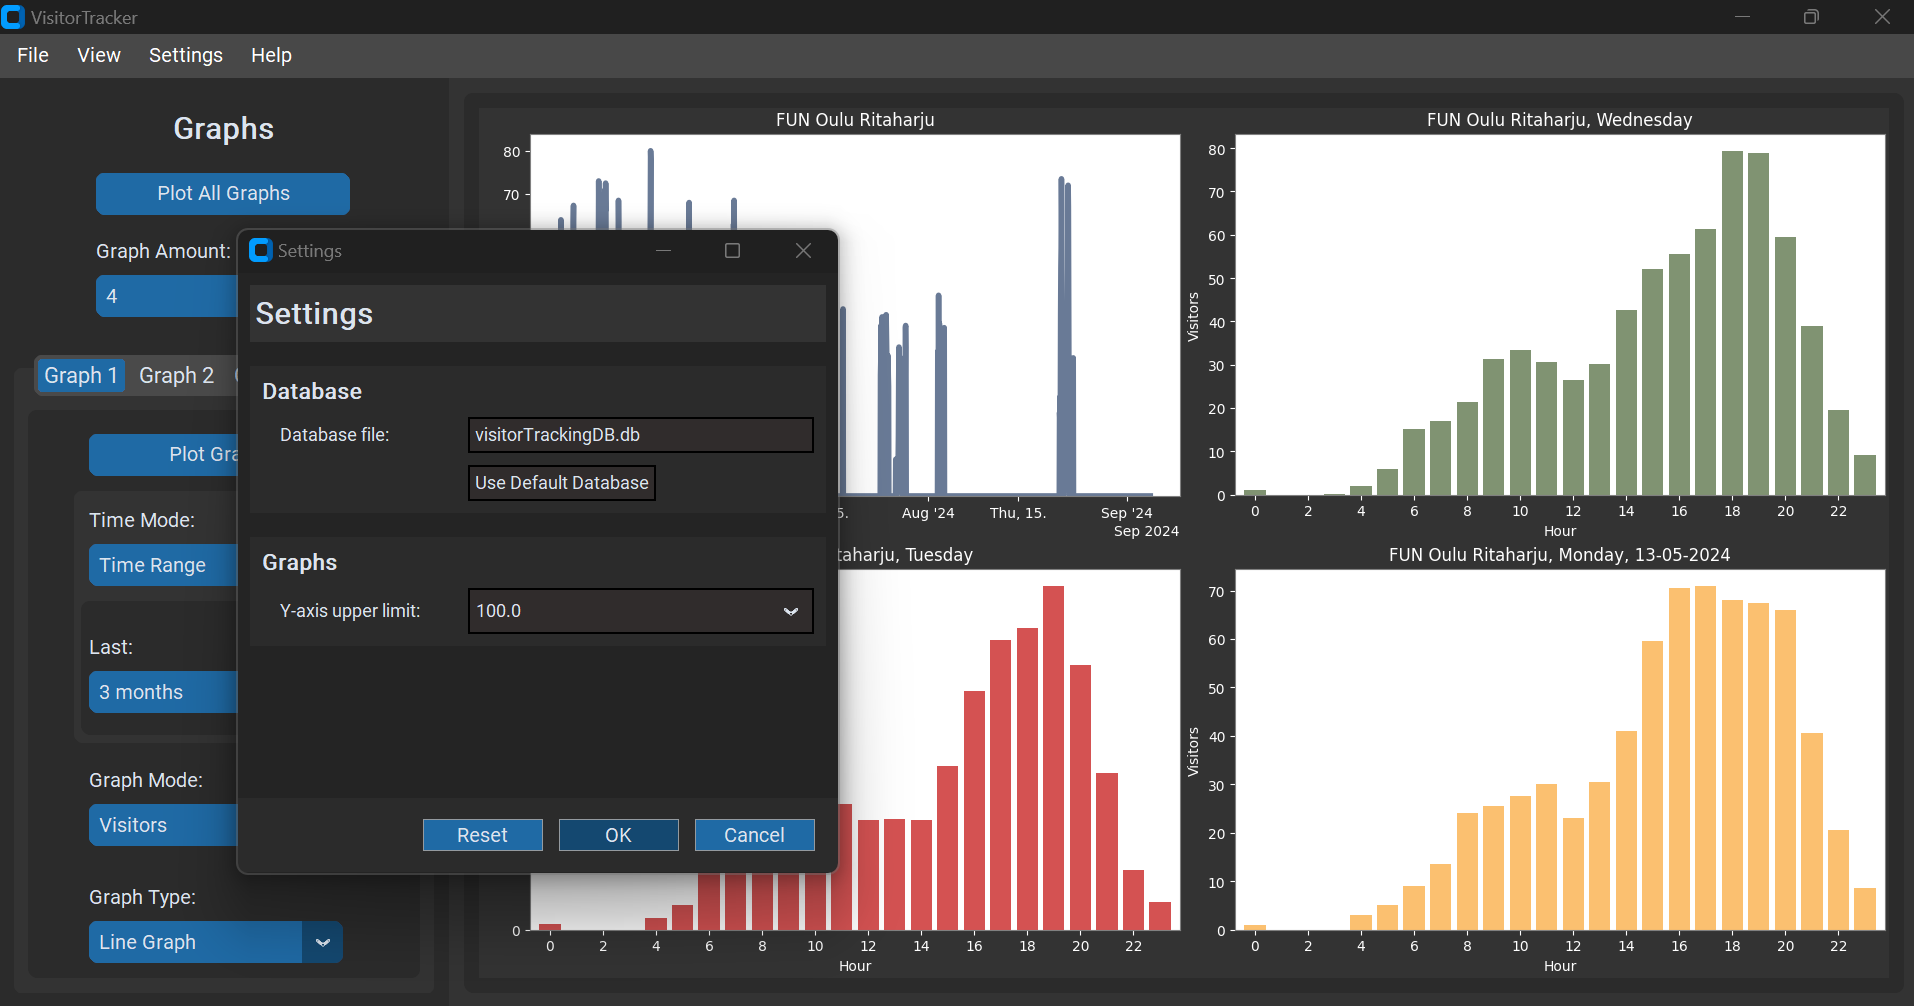 VisitorTracker
File View Settings Help
Graphs
Plot All Graphs
Graph Amount:
4
Graph 1 Graph 2
Plot Gra
Time Mode:
Time Range
Last:
3 months
Graph Mode:
Visitors
Graph Type:
Line Graph
Settings
Settings
Database
Database file:
visitorTrackingDB.db
Use Default Database
Graphs
Y-axis upper limit:
100.0
Reset OK Cancel
FUN Oulu Ritaharju
80
70
5. Aug '24 Thu, 15. Sep '24
Sep 2024
FUN Oulu Ritaharju, Wednesday
Visitors
80
70
60
50
40
30
20
10
0
0 2 4 6 8 10 12 14 16 18 20 22
Hour
taharju, Tuesday
0
0 2 4 6 8 10 12 14 16 18 20 22
Hour
FUN Oulu Ritaharju, Monday, 13-05-2024
Visitors
70
60
50
40
30
20
10
0
0 2 4 6 8 10 12 14 16 18 20 22
Hour